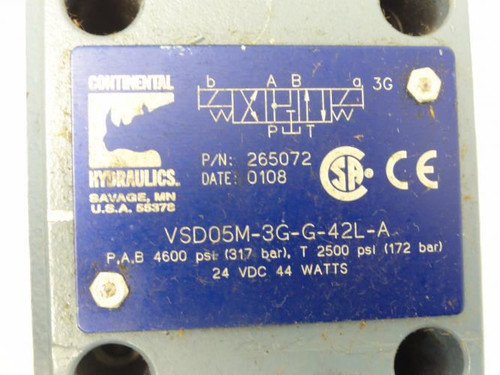 CONTINENTAL
HYDRAULICS.
SAVAGE, MN
U.S.A. 55378
b A B a 3G
P T
P/N: 265072
DATE: 0108
CSA CE
VSD05M-3G-G-42L-A
P,A,B 4600 psi (317 bar), T 2500 psi (172 bar)
24 VDC 44 WATTS